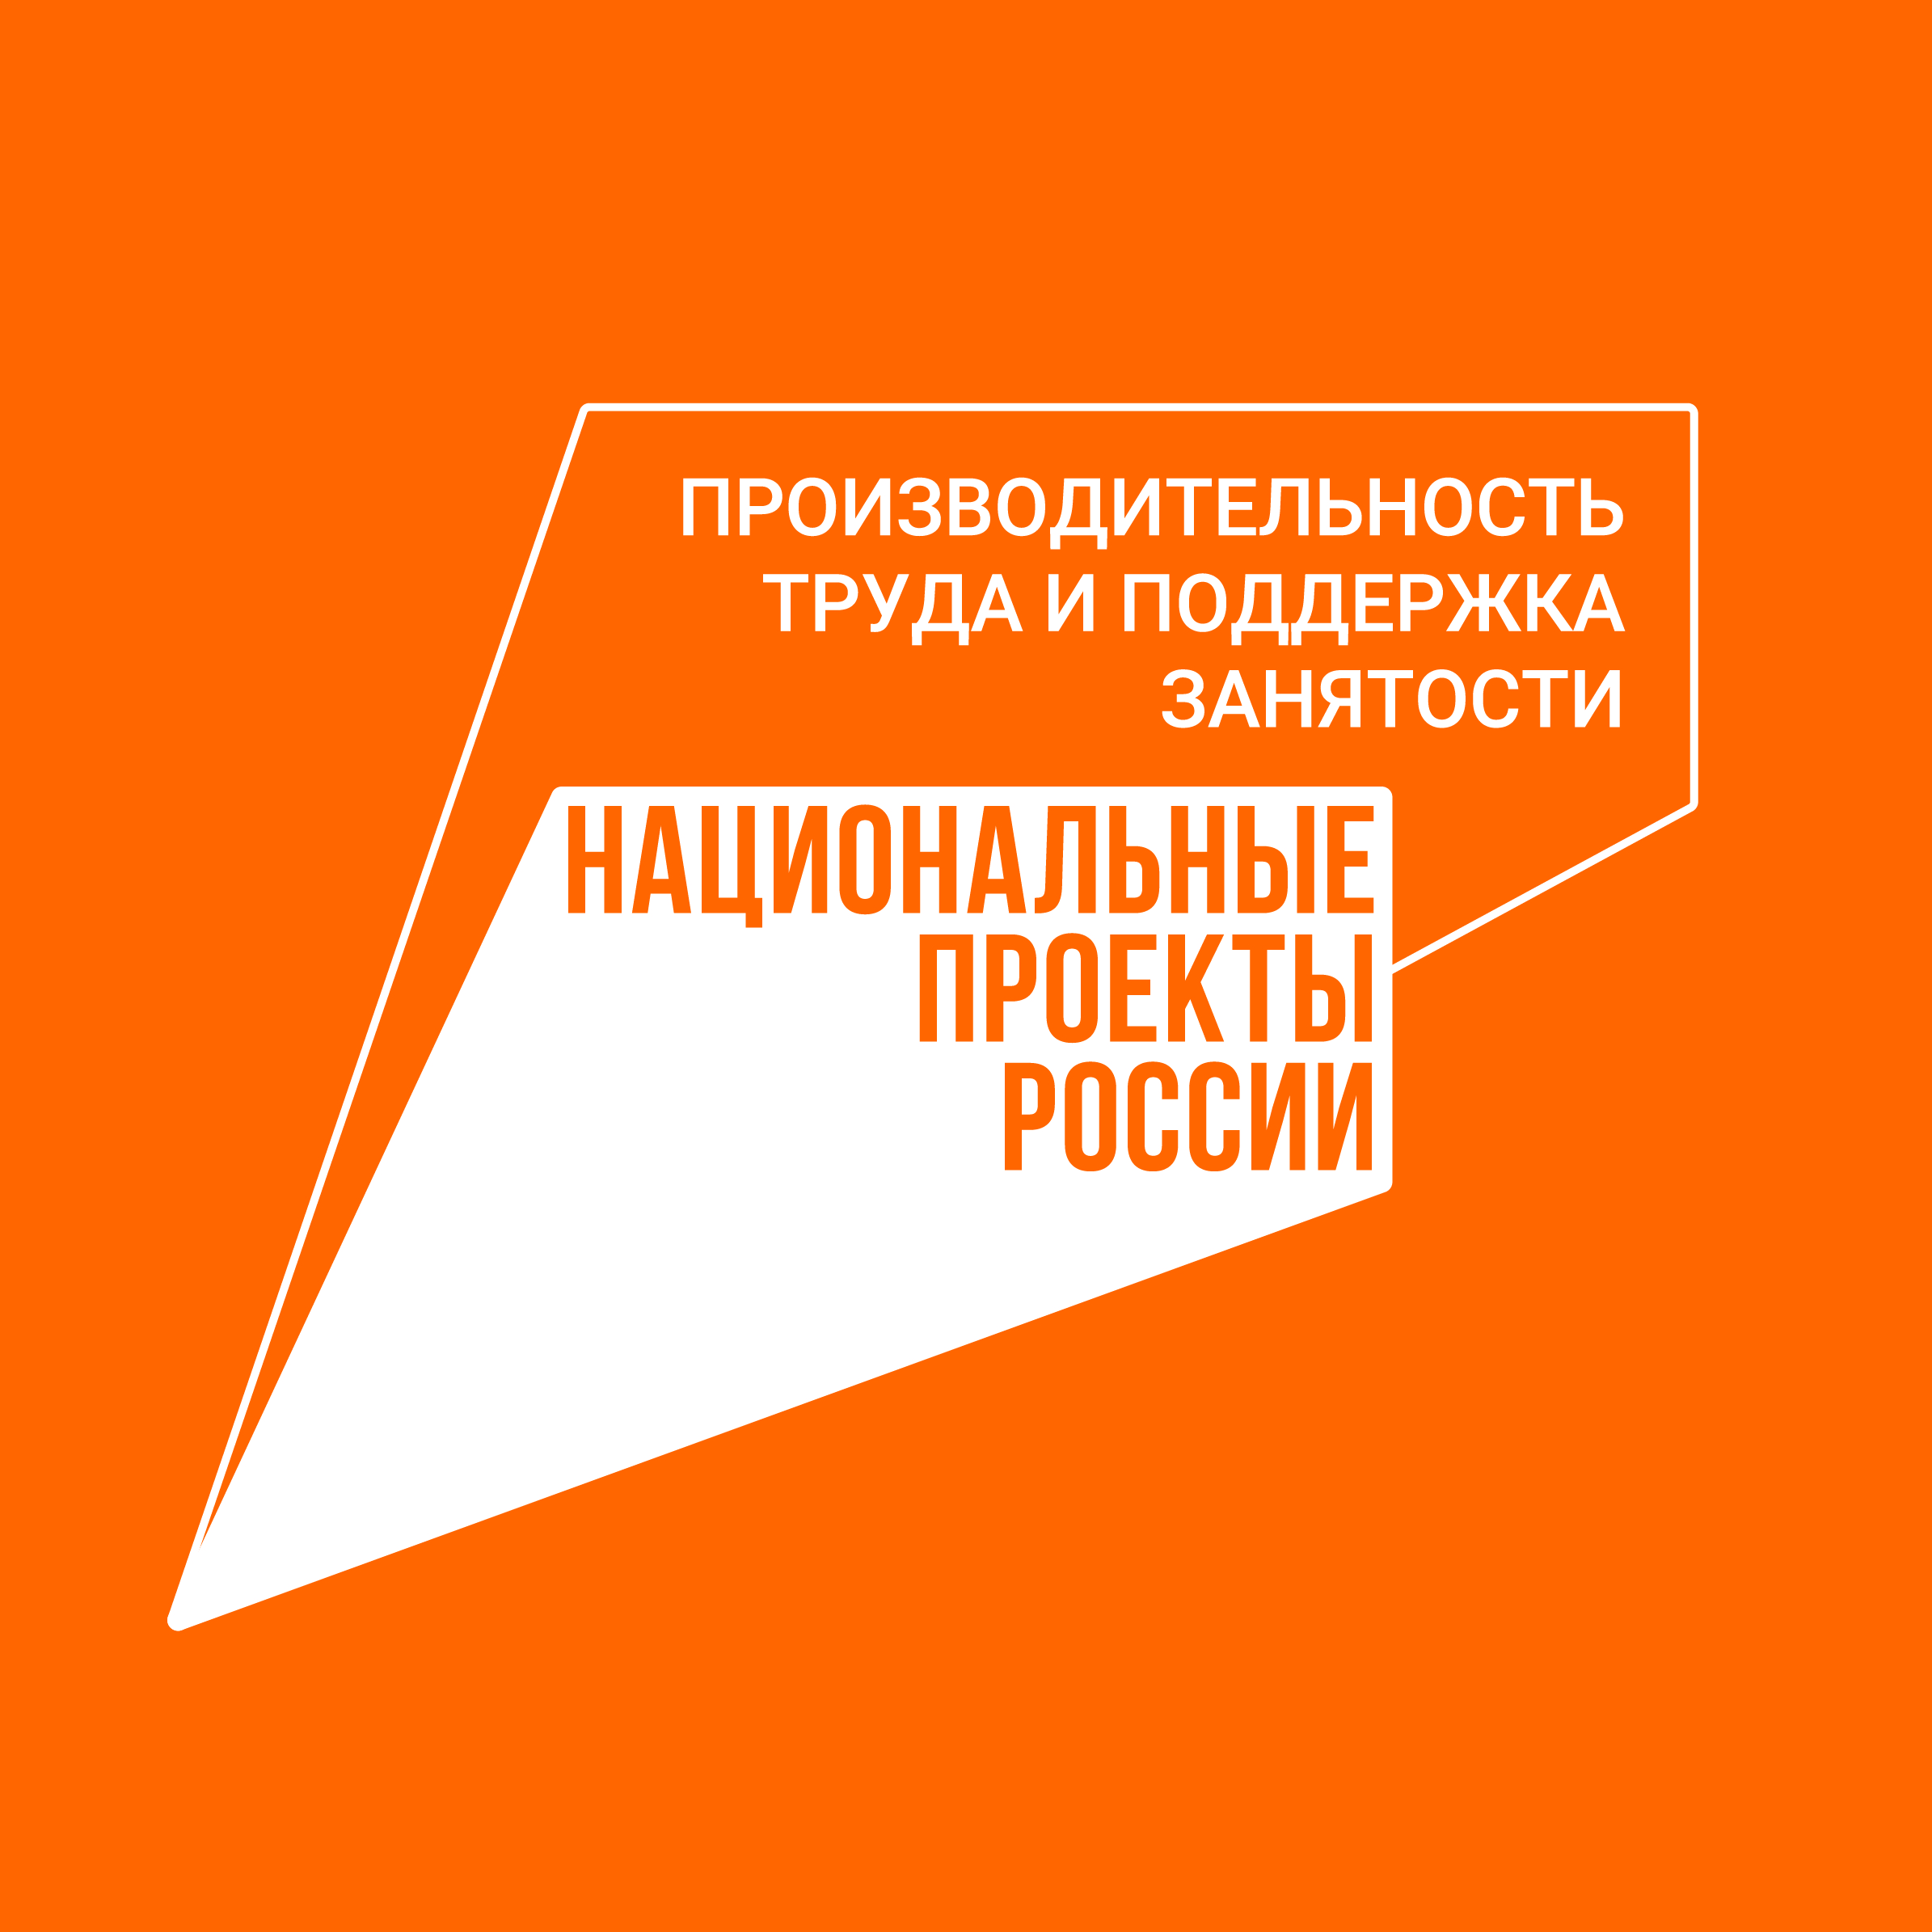 ПРОИЗВОДИТЕЛЬНОСТЬ
ТРУДА И ПОДДЕРЖКА
ЗАНЯТОСТИ
НАЦИОНАЛЬНЫЕ
ПРОЕКТЫ
РОССИИ